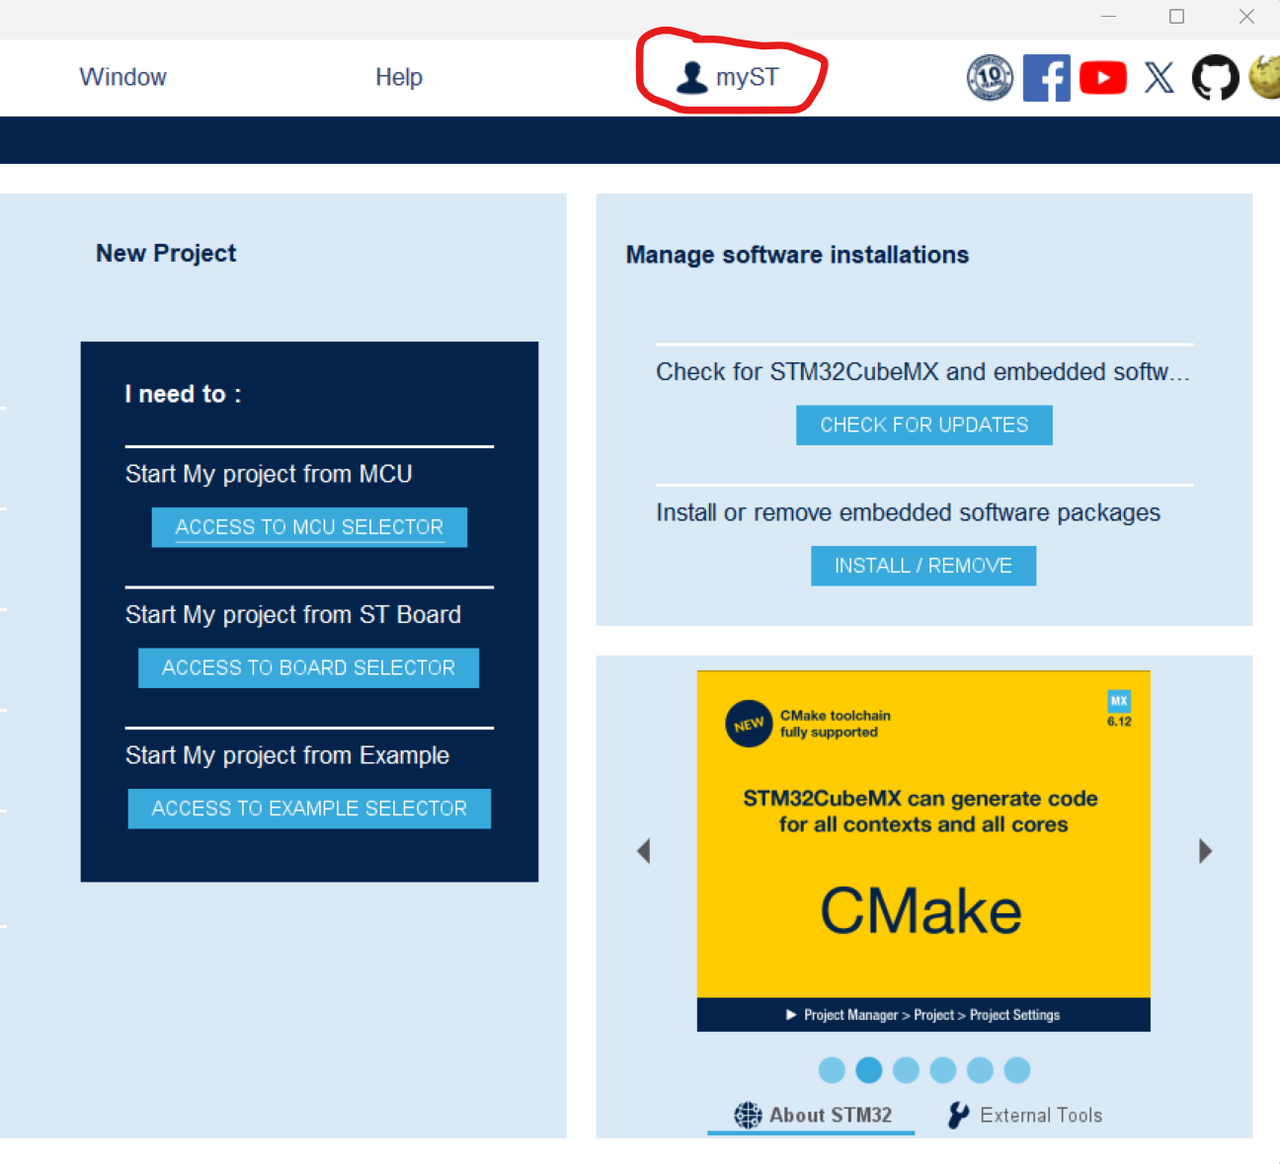 Window
Help
myST
10
New Project
I need to :
Start My project from MCU
ACCESS TO MCU SELECTOR
Start My project from ST Board
ACCESS TO BOARD SELECTOR
Start My project from Example
ACCESS TO EXAMPLE SELECTOR
Manage software installations
Check for STM32CubeMX and embedded softw...
CHECK FOR UPDATES
Install or remove embedded software packages
INSTALL / REMOVE
NEW
CMake toolchain
fully supported
MX
6.12
STM32CubeMX can generate code
for all contexts and all cores
CMake
Project Manager > Project > Project Settings
About STM32
External Tools